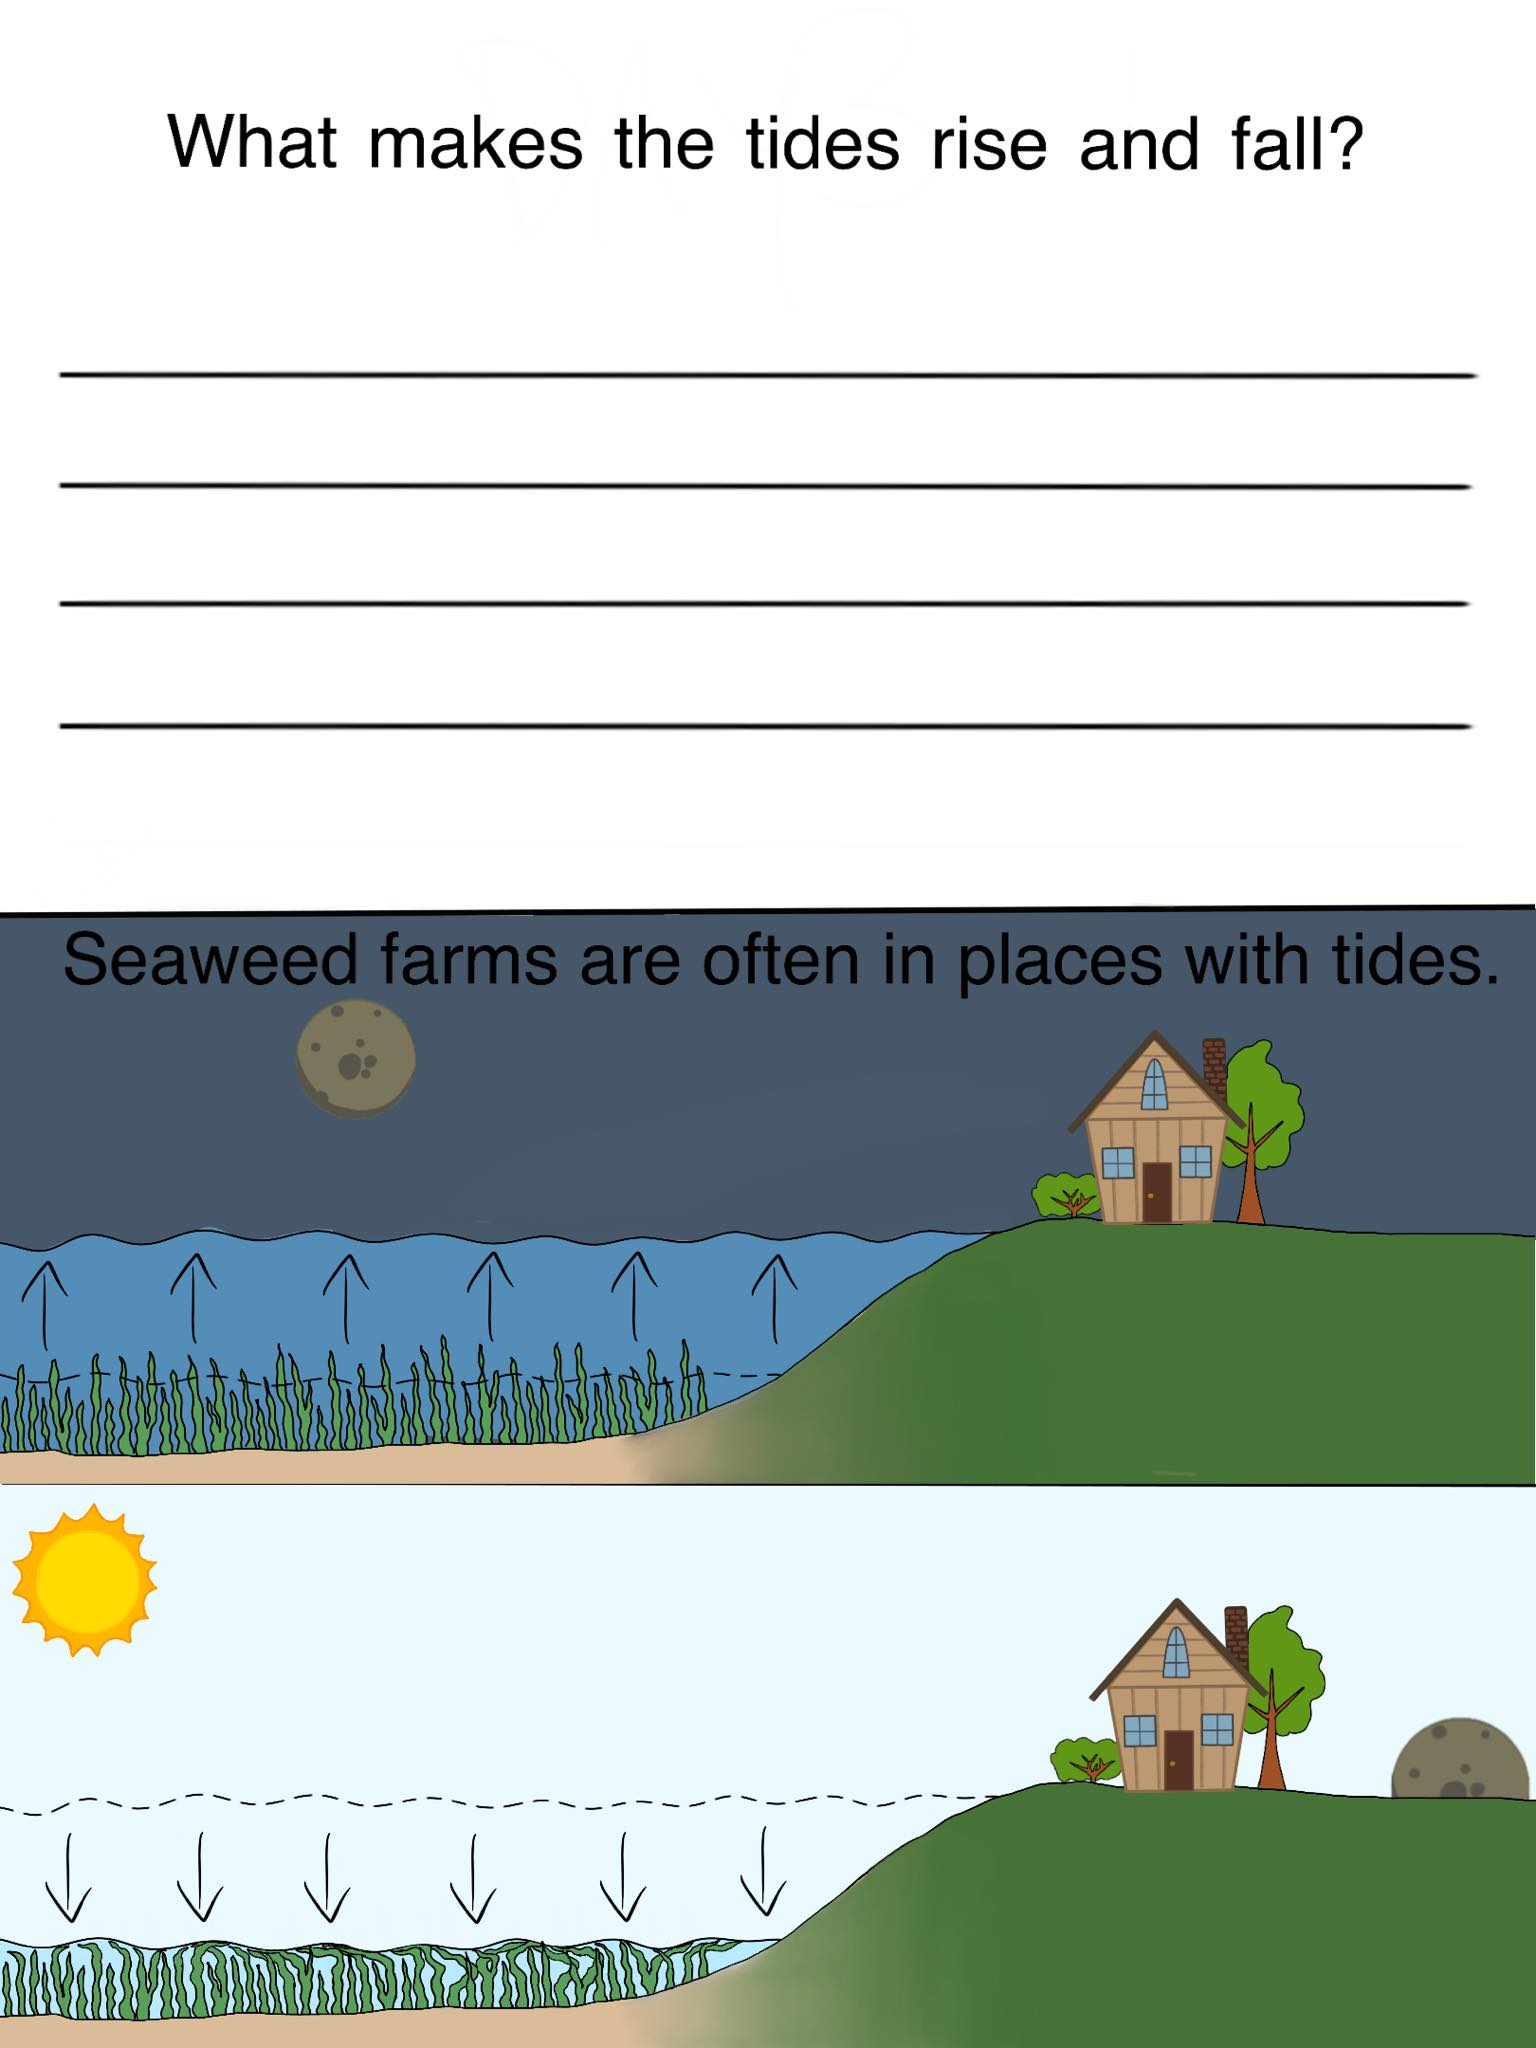 What makes the tides rise and fall?
Seaweed farms are often in places with tides.